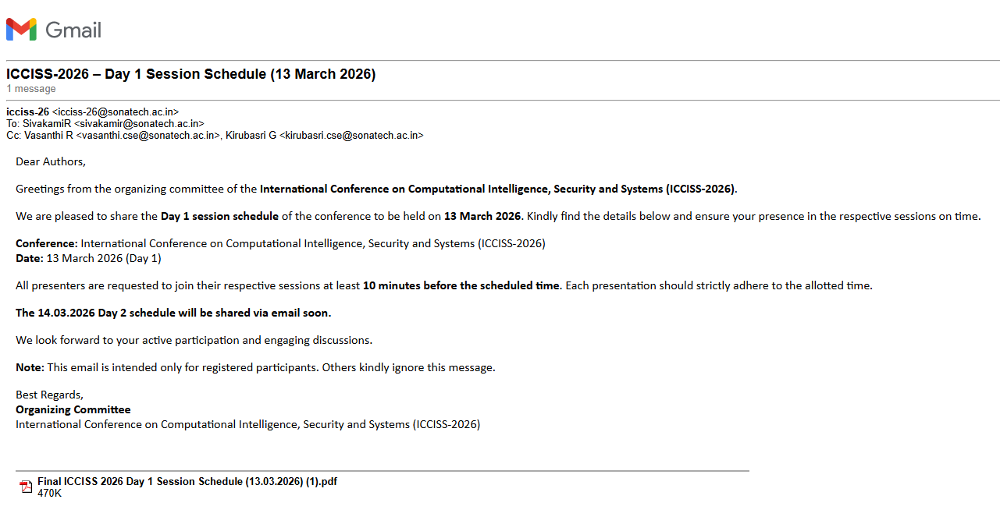 Gmail
ICCISS-2026 – Day 1 Session Schedule (13 March 2026)
1 message
icciss-26 <icciss-26@sonatech.ac.in>
To: SivakamiR <sivakamir@sonatech.ac.in>
Cc: Vasanthi R <vasanthi.cse@sonatech.ac.in>, Kirubasri G <kirubasri.cse@sonatech.ac.in>
Dear Authors,
Greetings from the organizing committee of the International Conference on Computational Intelligence, Security and Systems (ICCISS-2026).
We are pleased to share the Day 1 session schedule of the conference to be held on 13 March 2026. Kindly find the details below and ensure your presence in the respective sessions on time.
Conference: International Conference on Computational Intelligence, Security and Systems (ICCISS-2026)
Date: 13 March 2026 (Day 1)
All presenters are requested to join their respective sessions at least 10 minutes before the scheduled time. Each presentation should strictly adhere to the allotted time.
The 14.03.2026 Day 2 schedule will be shared via email soon.
We look forward to your active participation and engaging discussions.
Note: This email is intended only for registered participants. Others kindly ignore this message.
Best Regards,
Organizing Committee
International Conference on Computational Intelligence, Security and Systems (ICCISS-2026)
Final ICCISS 2026 Day 1 Session Schedule (13.03.2026) (1).pdf
470K